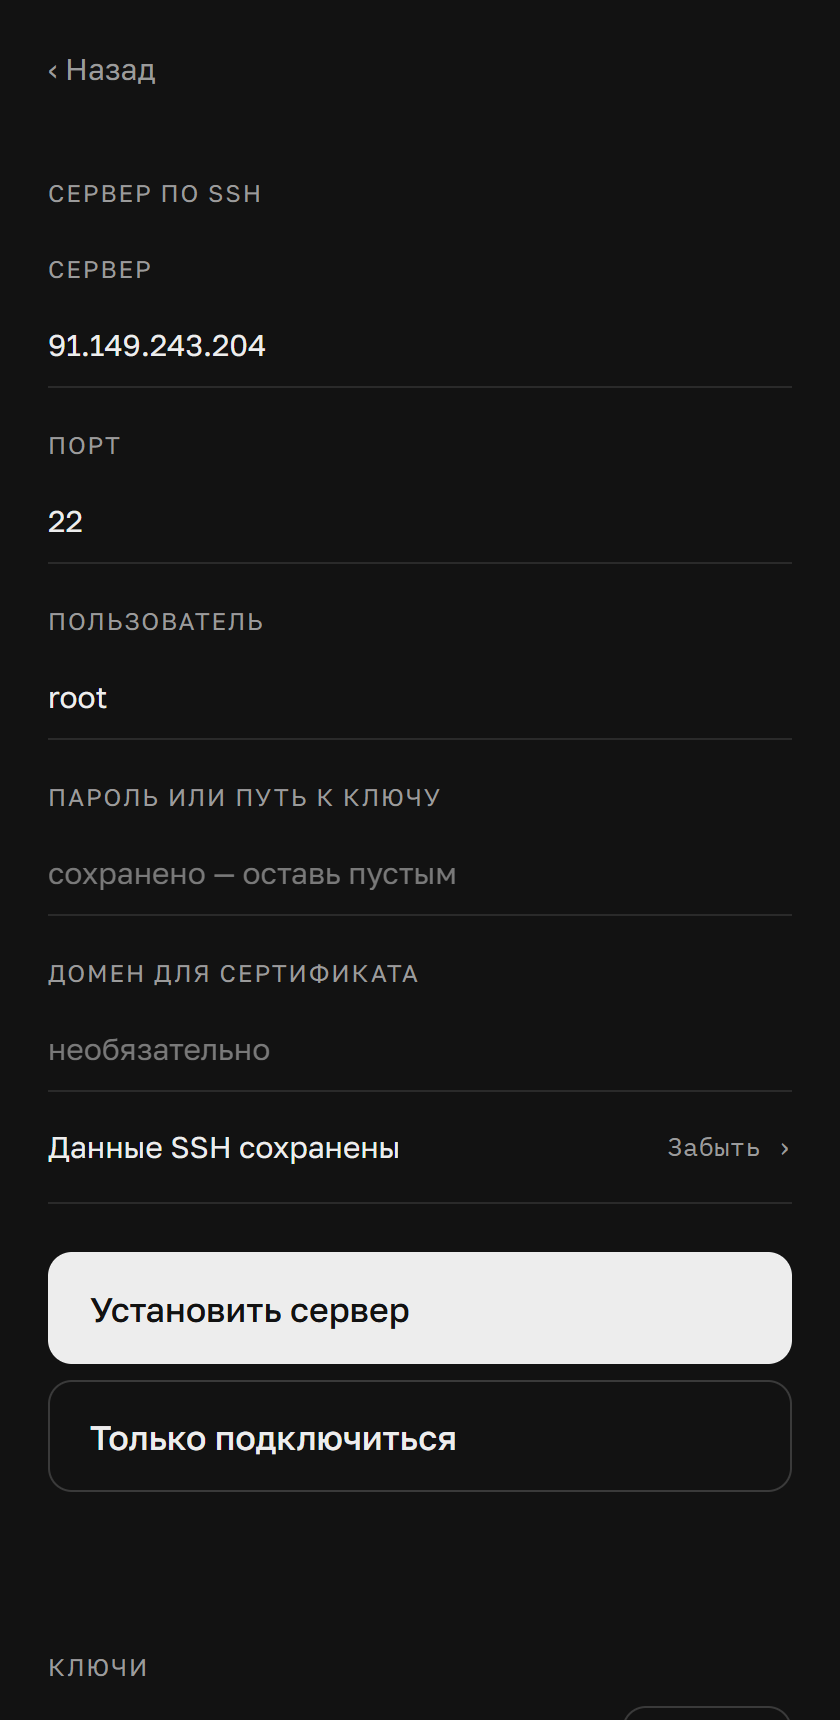 ‹ Назад
СЕРВЕР ПО SSH
СЕРВЕР
91.149.243.204
ПОРТ
22
ПОЛЬЗОВАТЕЛЬ
root
ПАРОЛЬ ИЛИ ПУТЬ К КЛЮЧУ
сохранено — оставь пустым
ДОМЕН ДЛЯ СЕРТИФИКАТА
необязательно
Данные SSH сохранены Забыть ›
Установить сервер
Только подключиться
КЛЮЧИ